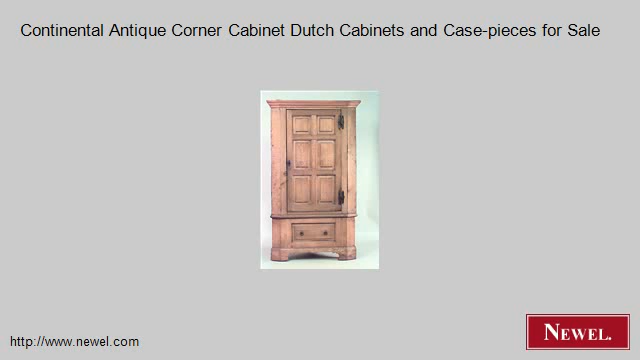 Continental Antique Corner Cabinet Dutch Cabinets and Case-pieces for Sale
http://www.newel.com
NEWEL.